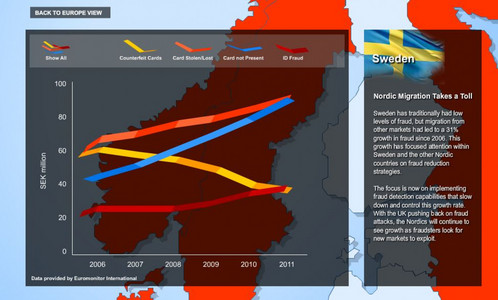 BACK TO EUROPE VIEW
Show All
Counterfeit Cards
Card Stolen/Lost
Card not Present
ID Fraud
100
80
60
40
20
0
SEK million
2006
2007
2008
2009
2010
2011
Data provided by Euromonitor International
Sweden
Nordic Migration Takes a Toll
Sweden has traditionally had low
levels of fraud, but migration from
other markets had led to a 31%
growth in fraud since 2006. This
growth has focused attention within
Sweden and the other Nordic
countries on fraud reduction
strategies.
The focus is now on implementing
fraud detection capabilities that slow
down and control this growth rate.
With the UK pushing back on fraud
attacks, the Nordics will continue to
see growth as fraudsters look for
new markets to exploit.